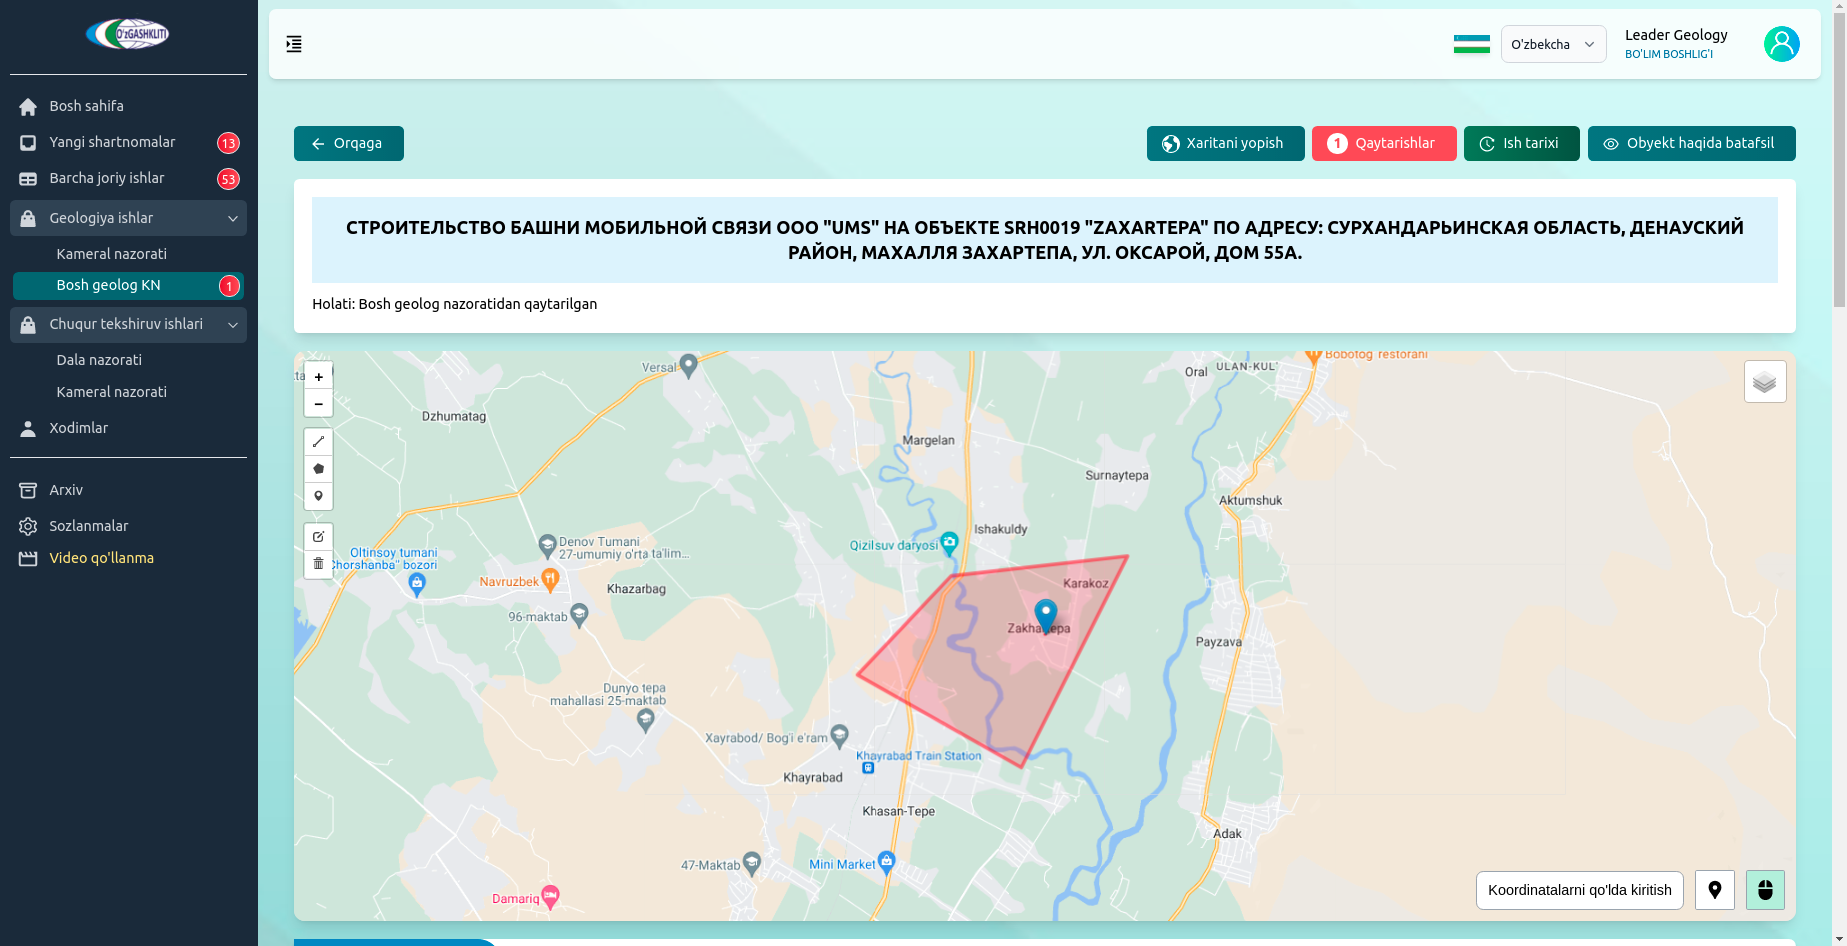 O'zGASHKLITI
Bosh sahifa
Yangi shartnomalar 13
Barcha joriy ishlar 53
Geologiya ishlar
Kameral nazorati
Bosh geolog KN 1
Chuqur tekshiruv ishlari
Dala nazorati
Kameral nazorati
Xodimlar
Arxiv
Sozlanmalar
Video qo'llanma
O'zbekcha
Leader Geology
BO'LIM BOSHLIG'I
Orqaga
Xaritani yopish
1 Qaytarishlar
Ish tarixi
Obyekt haqida batafsil
СТРОИТЕЛЬСТВО БАШНИ МОБИЛЬНОЙ СВЯЗИ ООО "UMS" НА ОБЪЕКТЕ SRH0019 "ZAXARTEPA" ПО АДРЕСУ: СУРХАНДАРЬИНСКАЯ ОБЛАСТЬ, ДЕНАУСКИЙ
РАЙОН, МАХАЛЛЯ ЗАХАРТЕПА, УЛ. ОКСАРОЙ, ДОМ 55А.
Holati: Bosh geolog nazoratidan qaytarilgan
+
−
Versal
Bobotog restorani
Oral
ULAN-KUL'
Dzhumatag
Margelan
Surnaytepa
Aktumshuk
Ishakuldy
Qizilsuv daryosi
Denov Tumani
27-umumiy o'rta ta'lim...
Oltinsoy tumani
Chorshanba" bozori
Navruzbek
Khazarbag
96-maktab
Karakoz
Zakhartepa
Payzava
Dunyo tepa
mahallasi 25-maktab
Xayrabod/ Bog'i e'ram
Khayrabad Train Station
Khayrabad
Khasan-Tepe
Adak
47-Maktab
Mini Market
Damariq
Koordinatalarni qo'lda kiritish